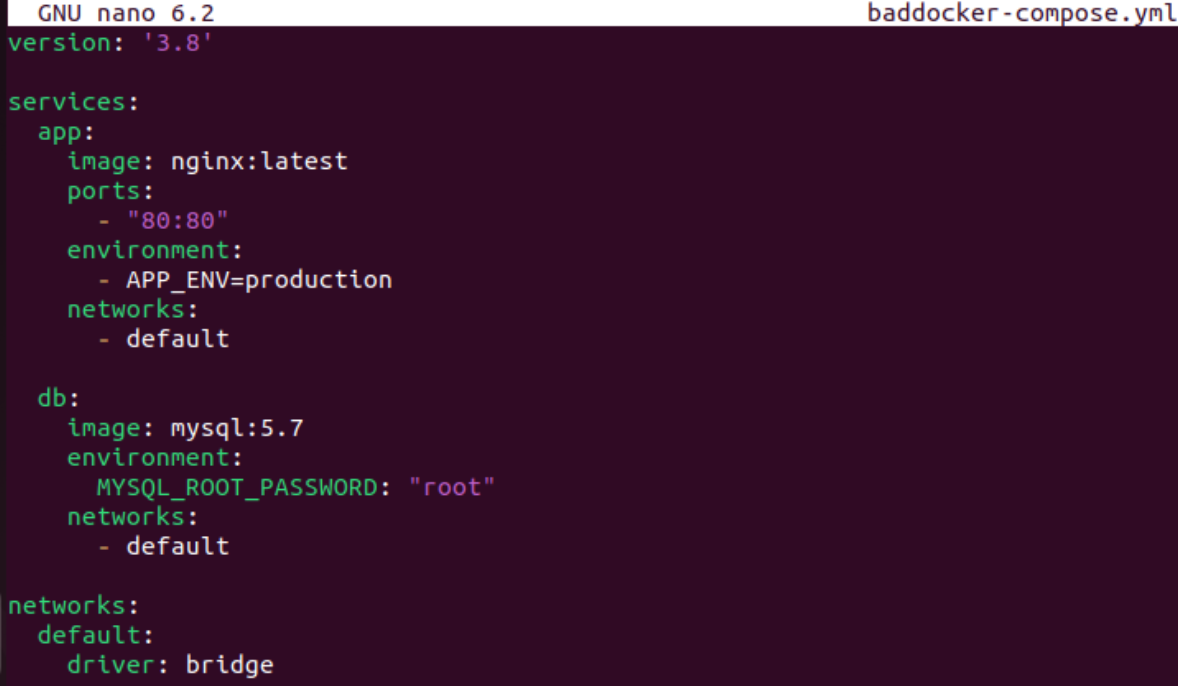 GNU nano 6.2 baddocker-compose.yml
version: '3.8'

services:
  app:
    image: nginx:latest
    ports:
      - "80:80"
    environment:
      - APP_ENV=production
    networks:
      - default

  db:
    image: mysql:5.7
    environment:
      MYSQL_ROOT_PASSWORD: "root"
    networks:
      - default

networks:
  default:
    driver: bridge